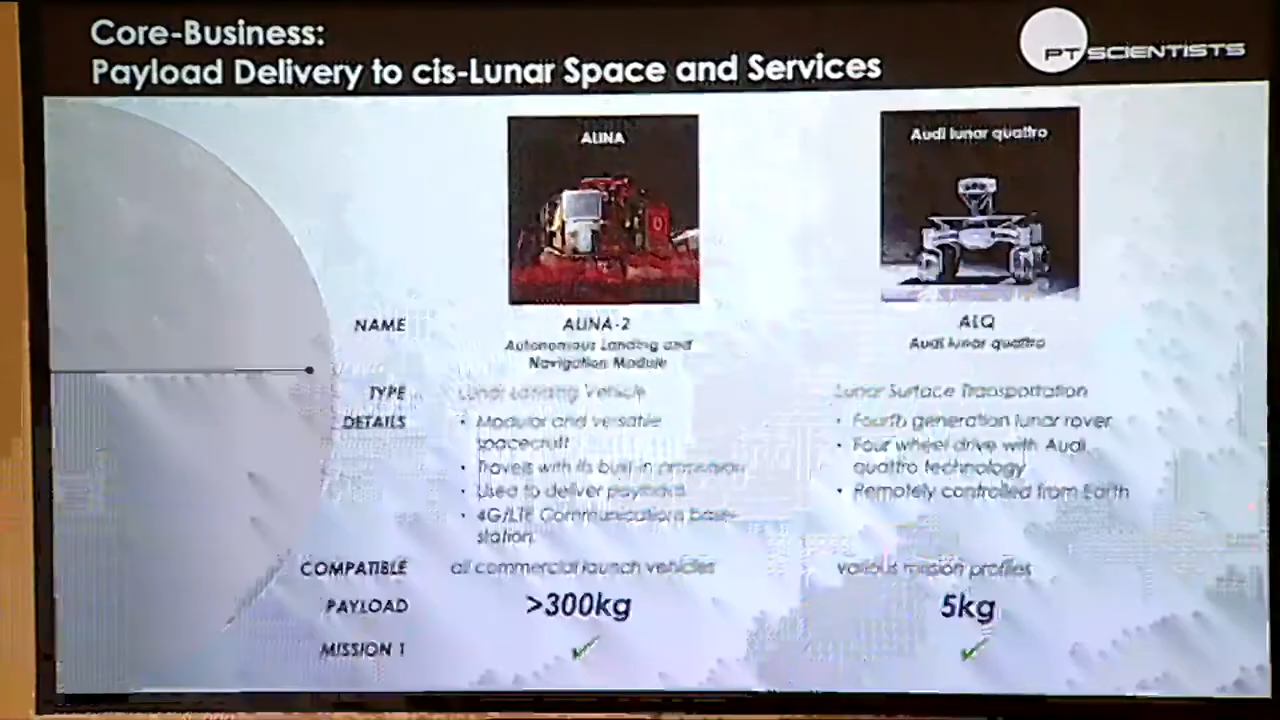 Core-Business:
Payload Delivery to cis-Lunar Space and Services
PTSCIENTISTS
ALINA
Audi lunar quattro
NAME
ALINA-2
Autonomous Landing and
Navigation Module
ALQ
Audi lunar quattro
TYPE
Lunar Landing Vehicle
Lunar Surface Transportation
DETAILS
• Modular and versatile
spacecraft
• Travels with its built-in propulsion
• Used to deliver payload
• 4G/LTE Communications base-
station
• Fourth generation lunar rover
• Four wheel drive with Audi
quattro technology
• Remotely controlled from Earth
COMPATIBLE
all commercial launch vehicles
various mission profiles
PAYLOAD
>300kg
5kg
MISSION 1
✓
✓